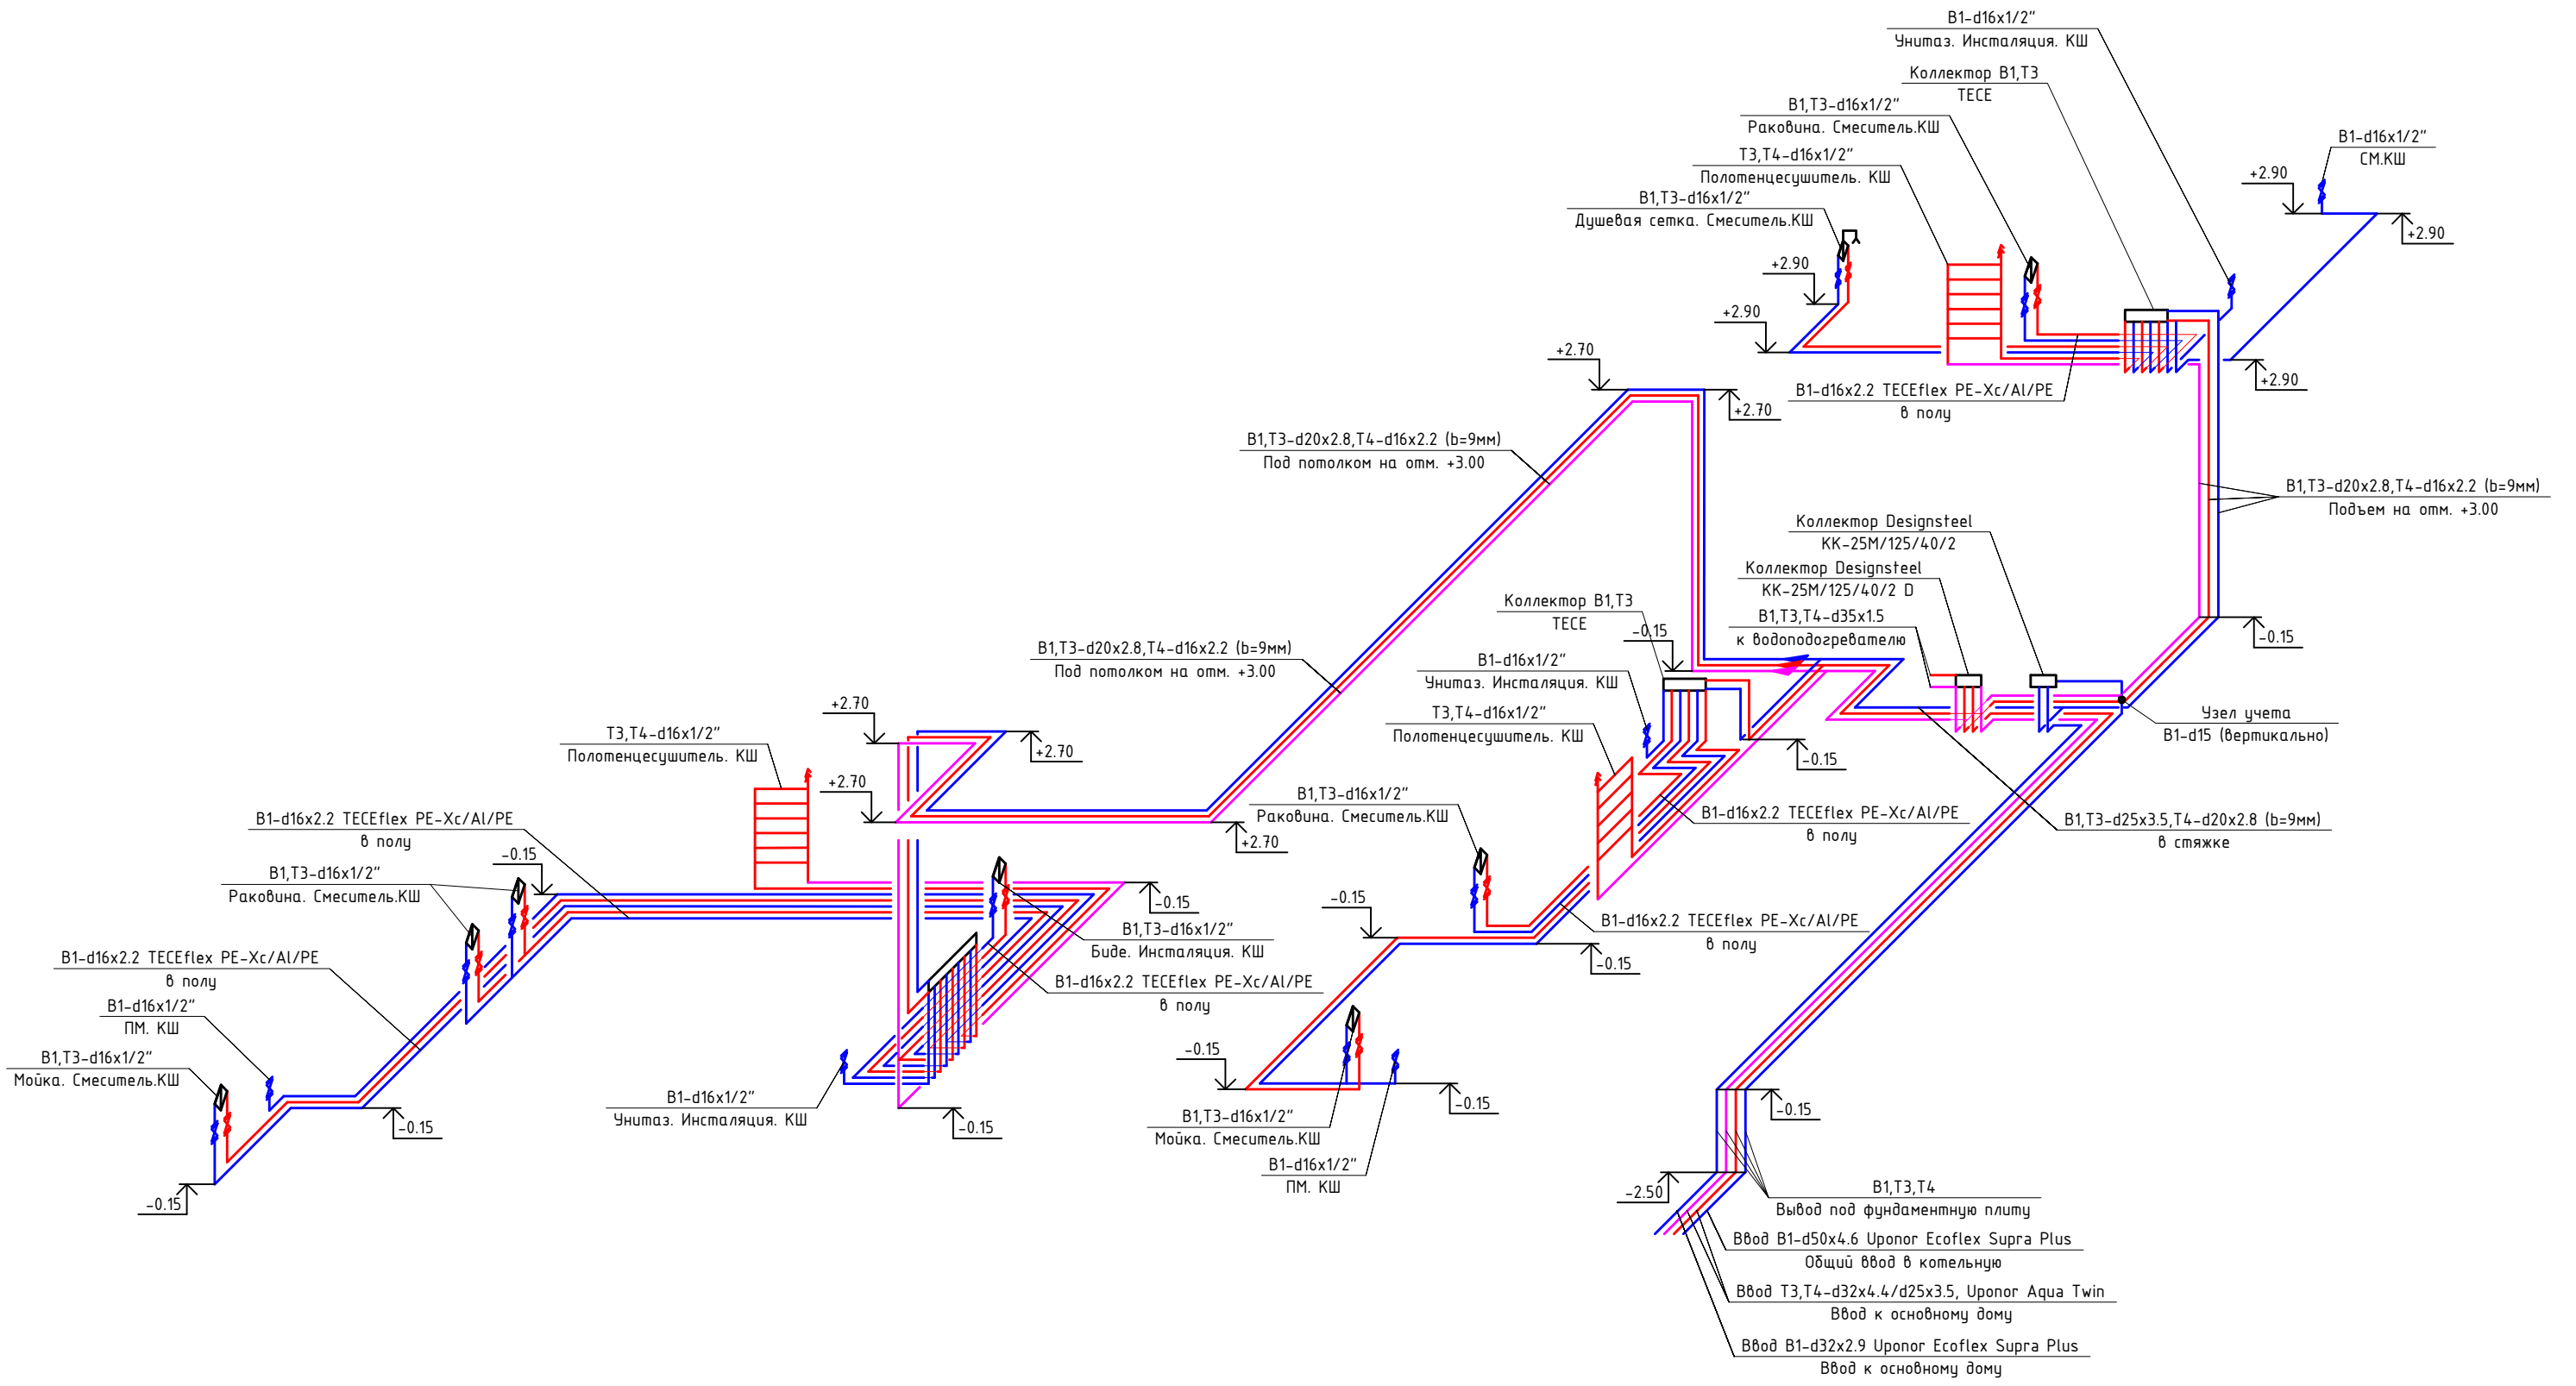 В1-d16x1/2"
Унитаз. Инсталяция. КШ
Коллектор В1,Т3
TECE
В1,Т3-d16x1/2"
Раковина. Смеситель.КШ
Т3,Т4-d16x1/2"
Полотенцесушитель. КШ
В1,Т3-d16x1/2"
Душевая сетка. Смеситель.КШ
В1-d16x1/2"
СМ.КШ
+2.90
+2.90
+2.90
+2.90
+2.90
В1-d16x2.2 TECEflex PE-Xc/Al/PE
в полу
+2.70
+2.70
В1,Т3-d20x2.8,Т4-d16x2.2 (b=9мм)
Под потолком на отм. +3.00
В1,Т3-d20x2.8,Т4-d16x2.2 (b=9мм)
Подъем на отм. +3.00
Коллектор Designsteel
КК-25М/125/40/2
Коллектор Designsteel
КК-25М/125/40/2 D
В1,Т3,Т4-d35x1.5
к водоподогревателю
Коллектор В1,Т3
TECE
-0.15
-0.15
В1-d16x1/2"
Унитаз. Инсталяция. КШ
Т3,Т4-d16x1/2"
Полотенцесушитель. КШ
Узел учета
В1-d15 (вертикально)
-0.15
В1,Т3-d20x2.8,Т4-d16x2.2 (b=9мм)
Под потолком на отм. +3.00
+2.70
+2.70
+2.70
+2.70
Т3,Т4-d16x1/2"
Полотенцесушитель. КШ
В1,Т3-d16x1/2"
Раковина. Смеситель.КШ
В1-d16x2.2 TECEflex PE-Xc/Al/PE
в полу
В1,Т3-d25x3.5,Т4-d20x2.8 (b=9мм)
в стяжке
В1-d16x2.2 TECEflex PE-Xc/Al/PE
в полу
-0.15
В1,Т3-d16x1/2"
Раковина. Смеситель.КШ
-0.15
В1,Т3-d16x1/2"
Биде. Инсталяция. КШ
В1-d16x2.2 TECEflex PE-Xc/Al/PE
в полу
-0.15
В1-d16x2.2 TECEflex PE-Xc/Al/PE
в полу
-0.15
В1-d16x2.2 TECEflex PE-Xc/Al/PE
в полу
В1-d16x1/2"
ПМ. КШ
В1,Т3-d16x1/2"
Мойка. Смеситель.КШ
-0.15
-0.15
В1-d16x1/2"
Унитаз. Инсталяция. КШ
-0.15
-0.15
-0.15
В1,Т3-d16x1/2"
Мойка. Смеситель.КШ
В1-d16x1/2"
ПМ. КШ
-0.15
-2.50
В1,Т3,Т4
Вывод под фундаментную плиту
Ввод В1-d50x4.6 Uponor Ecoflex Supra Plus
Общий ввод в котельную
Ввод Т3,Т4-d32x4.4/d25x3.5, Uponor Aqua Twin
Ввод к основному дому
Ввод В1-d32x2.9 Uponor Ecoflex Supra Plus
Ввод к основному дому